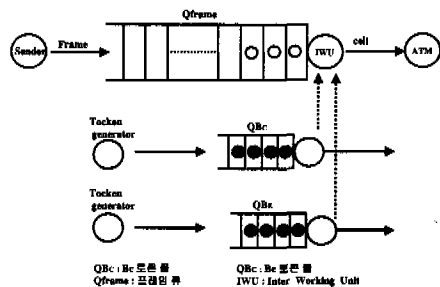 Qframe
Sender
Frame
IWU
cell
ATM
Tocken
generator
QBc
Tocken
generator
QBe
QBc : Bc 토큰 풀
QBc : Be 토큰 풀
Qframe : 프레임 큐
IWU : Inter Working Unit